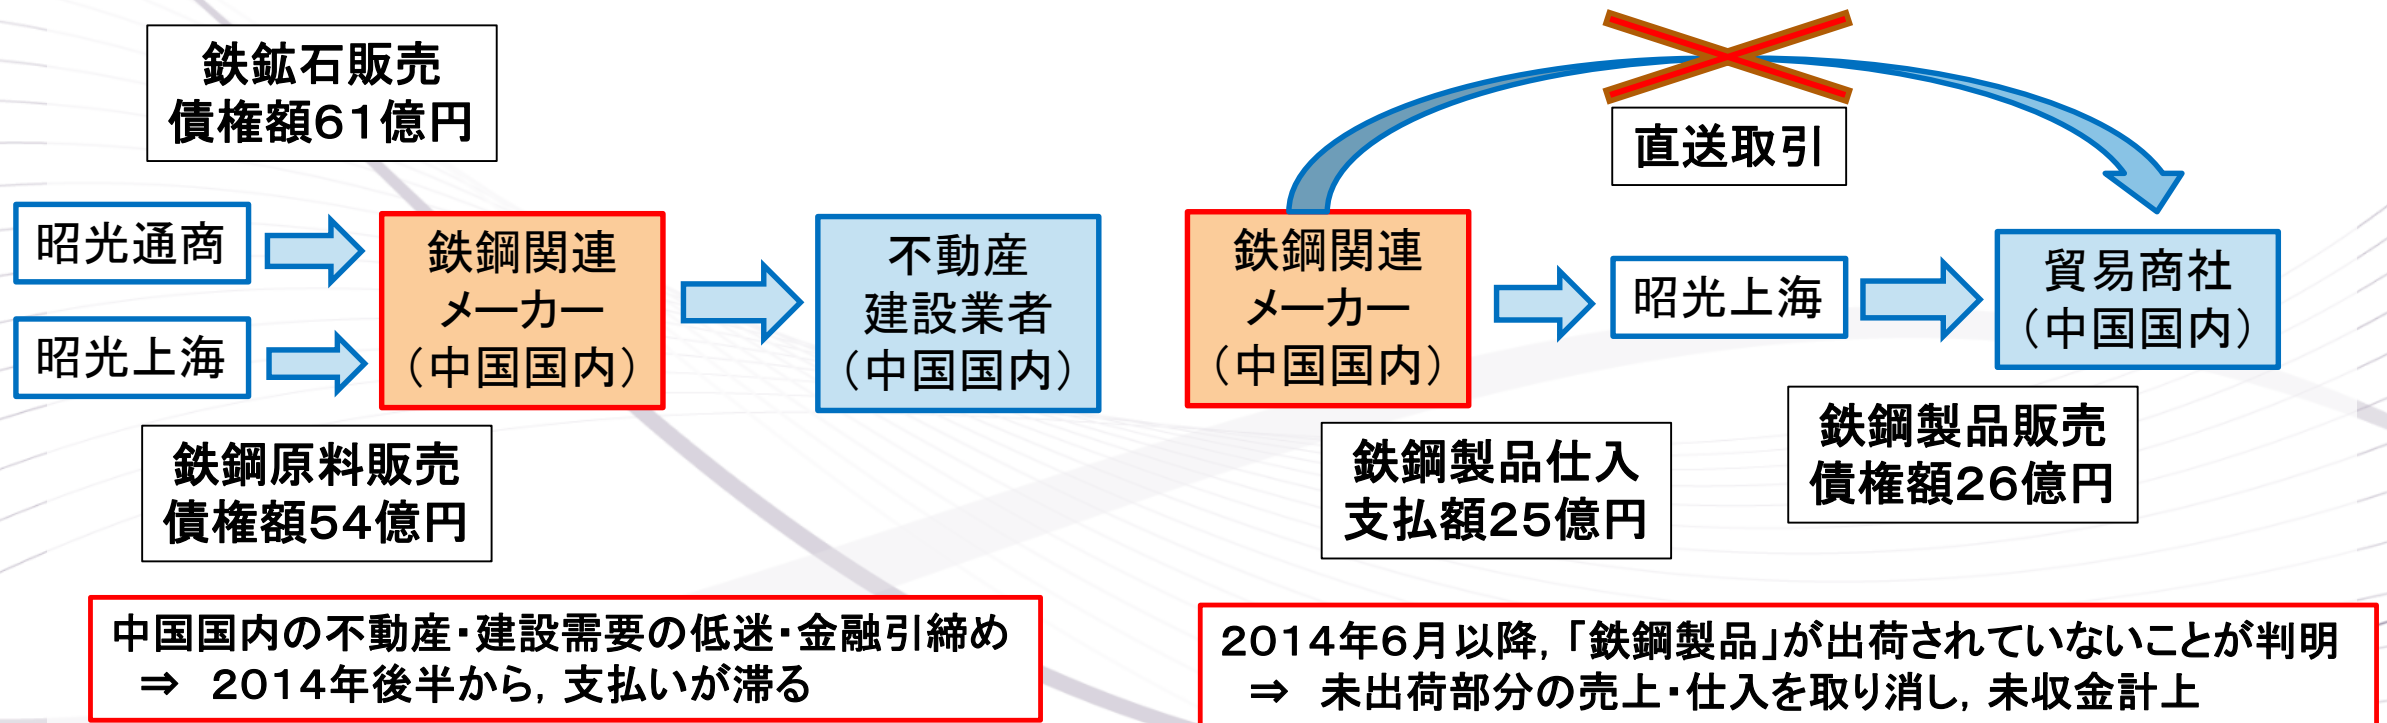 鉄鉱石販売
債権額61億円
昭光通商
昭光上海
鉄鋼関連
メーカー
（中国国内）
不動産
建設業者
（中国国内）
鉄鋼原料販売
債権額54億円
中国国内の不動産・建設需要の低迷・金融引締め
⇒ 2014年後半から，支払いが滞る
直送取引
鉄鋼関連
メーカー
（中国国内）
昭光上海
貿易商社
（中国国内）
鉄鋼製品仕入
支払額25億円
鉄鋼製品販売
債権額26億円
2014年6月以降，「鉄鋼製品」が出荷されていないことが判明
⇒ 未出荷部分の売上・仕入を取り消し，未収金計上